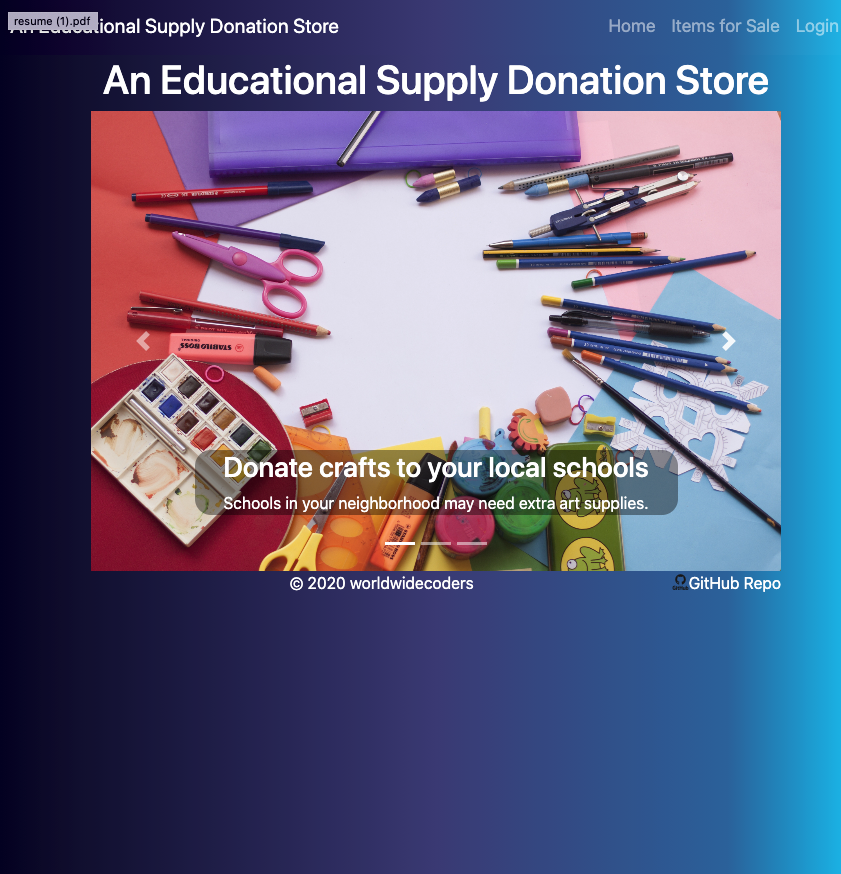 resume (1).pdf
An Educational Supply Donation Store
Home Items for Sale Login
An Educational Supply Donation Store
STABILO BOSS
Donate crafts to your local schools
Schools in your neighborhood may need extra art supplies.
© 2020 worldwidecoders
GitHub Repo